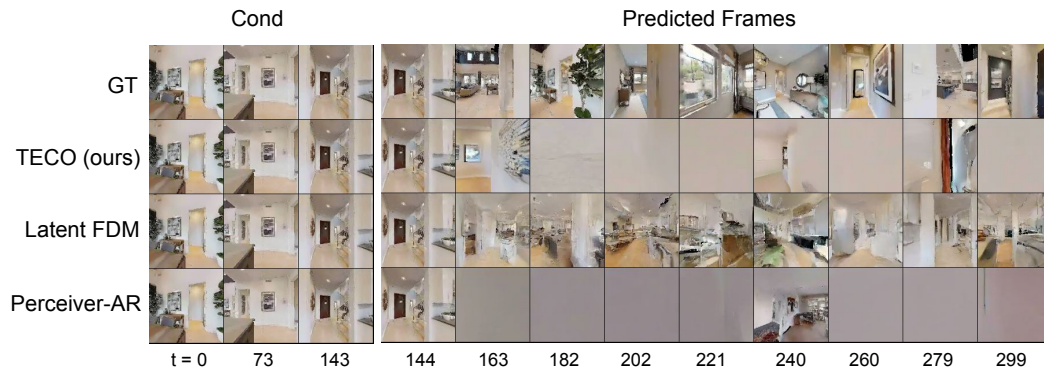 Cond Predicted Frames
GT
TECO (ours)
Latent FDM
Perceiver-AR
t = 0 73 143 144 163 182 202 221 240 260 279 299